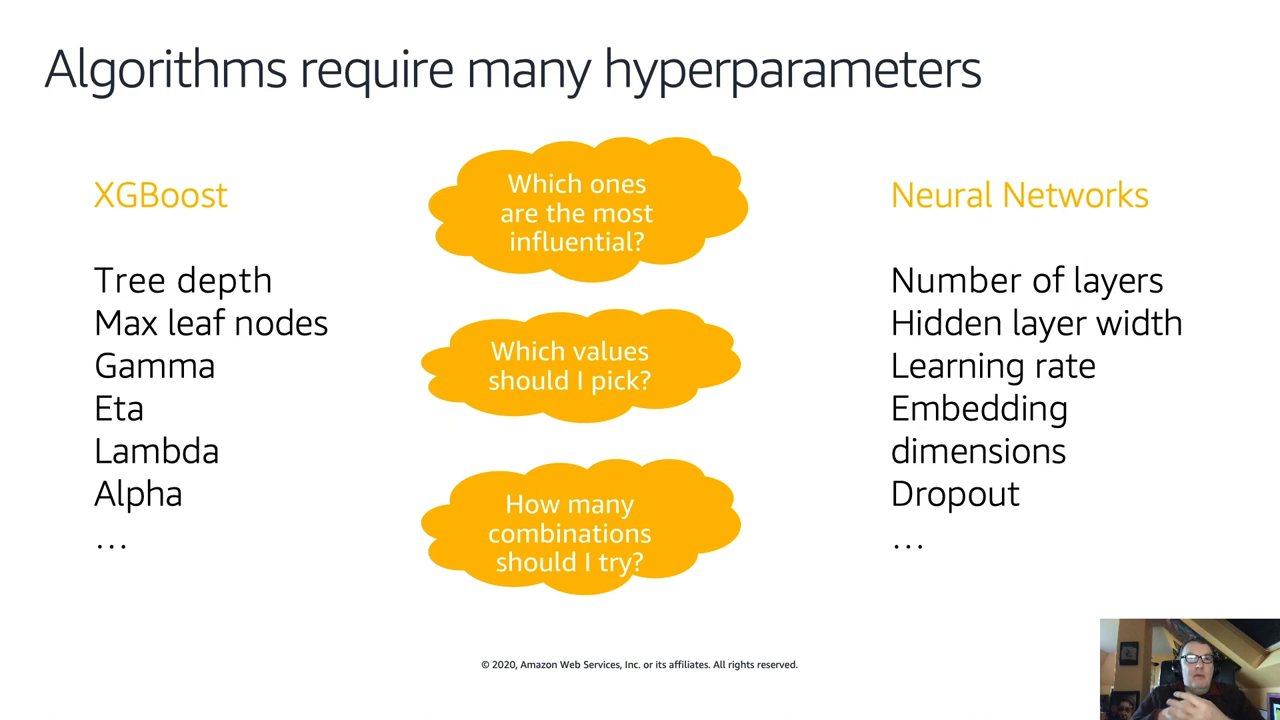 Algorithms require many hyperparameters
XGBoost
Tree depth
Max leaf nodes
Gamma
Eta
Lambda
Alpha
…
Which ones
are the most
influential?
Which values
should I pick?
How many
combinations
should I try?
Neural Networks
Number of layers
Hidden layer width
Learning rate
Embedding
dimensions
Dropout
…
© 2020, Amazon Web Services, Inc. or its affiliates. All rights reserved.